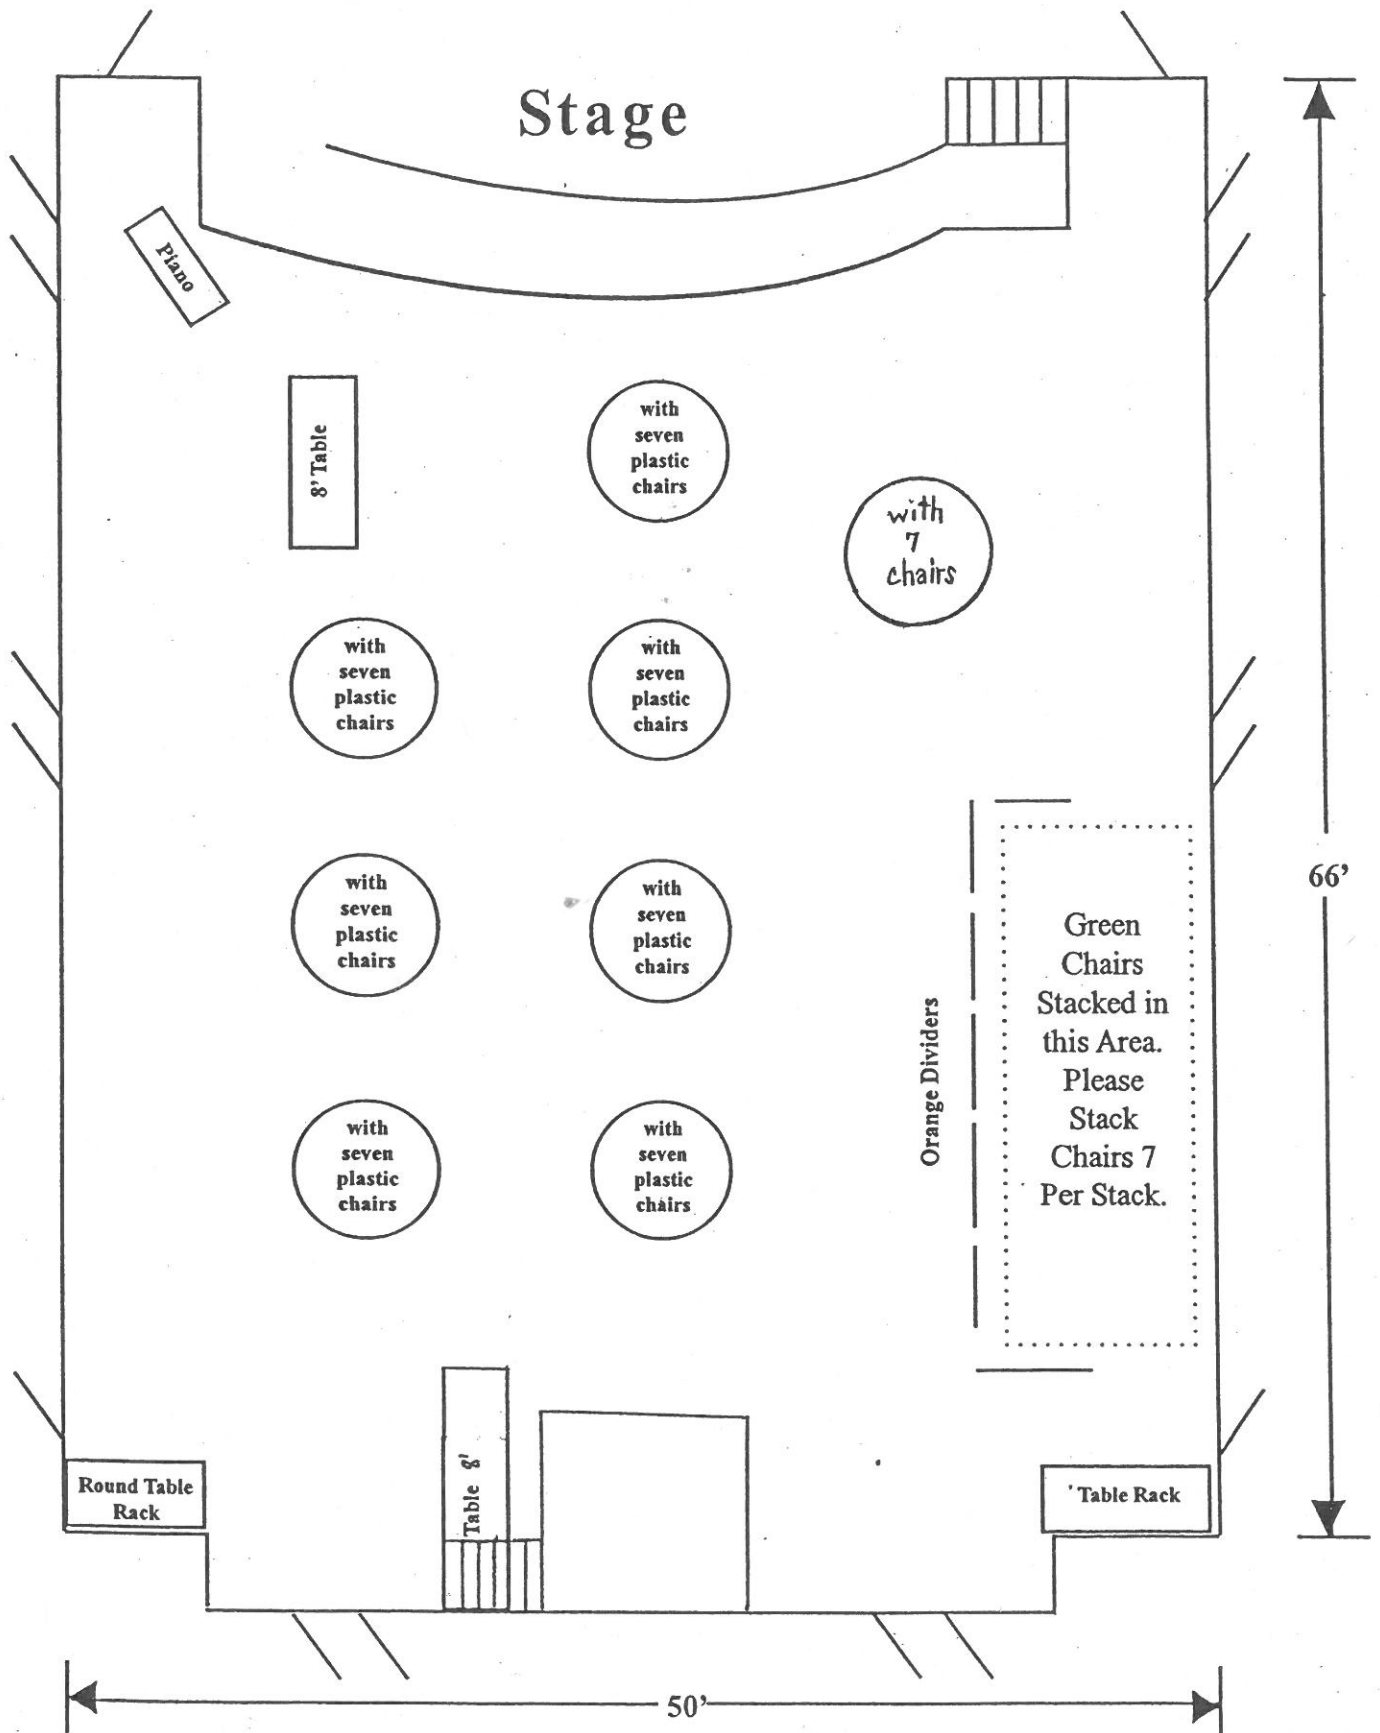 Stage
Piano
8' Table
with
seven
plastic
chairs
with
7
chairs
with
seven
plastic
chairs
with
seven
plastic
chairs
with
seven
plastic
chairs
with
seven
plastic
chairs
with
seven
plastic
chairs
with
seven
plastic
chairs
Orange Dividers
Green
Chairs
Stacked in
this Area.
Please
Stack
Chairs 7
Per Stack.
66'
Round Table
Rack
Table 8'
Table Rack
50'